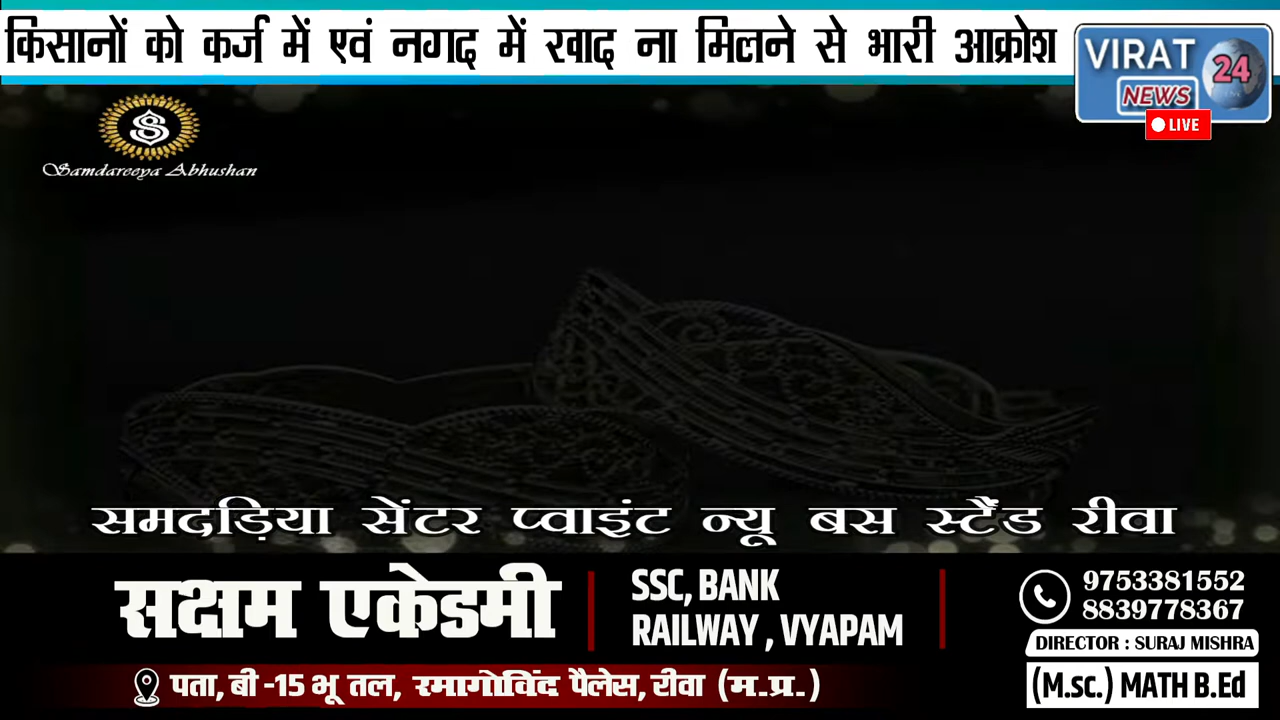 किसानों को कर्ज में एवं नगद में खाद ना मिलने से भारी आक्रोश
VIRAT
24
NEWS
LIVE
S
Samdareeya Abhushan
समदड़िया सेंटर प्वाइंट न्यू बस स्टैंड रीवा
सक्षम एकेडमी
SSC, BANK
RAILWAY , VYAPAM
9753381552
8839778367
DIRECTOR : SURAJ MISHRA
(M.sc.) MATH B.Ed
पता, बी -15 भू तल, रमागोविंद पैलेस, रीवा (म.प्र.)